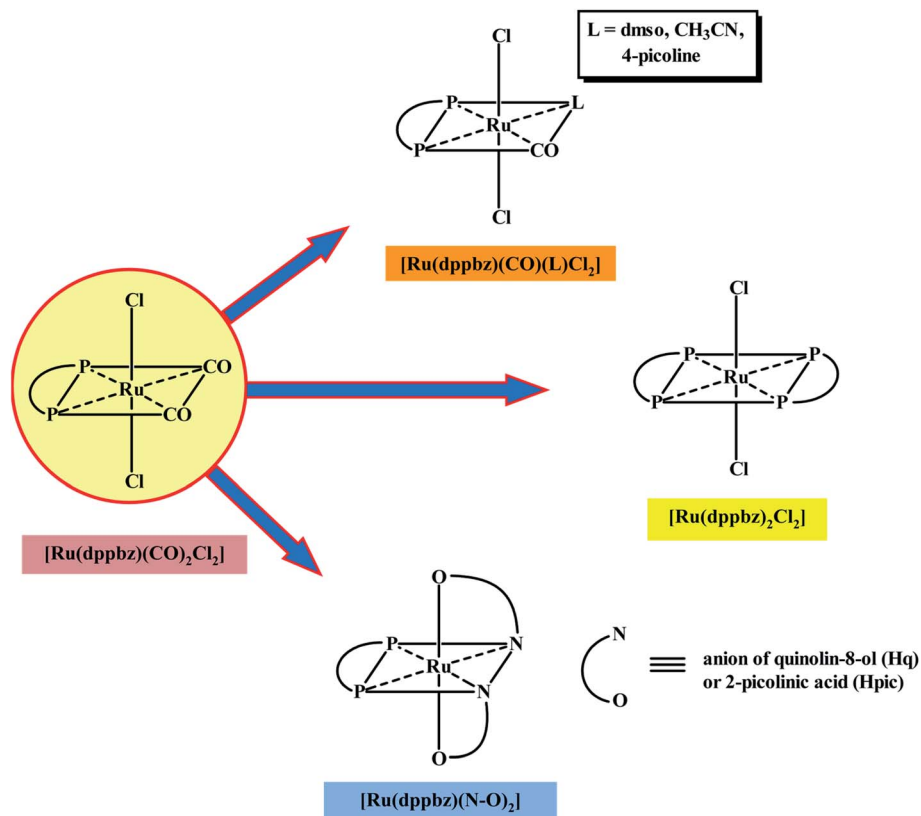 L = dmso, CH₃CN,
4-picoline
Cl
P
L
Ru
P
CO
Cl
[Ru(dppbz)(CO)(L)Cl₂]
Cl
P
CO
Ru
P
CO
Cl
[Ru(dppbz)(CO)₂Cl₂]
Cl
P
P
Ru
P
P
Cl
[Ru(dppbz)₂Cl₂]
O
P
N
Ru
P
N
O
[Ru(dppbz)(N-O)₂]
N
O
anion of quinolin-8-ol (Hq)
or 2-picolinic acid (Hpic)